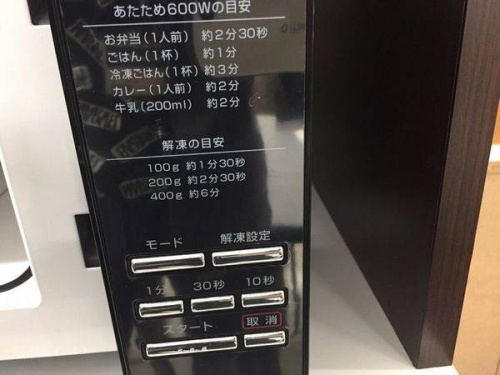 あたため600Wの目安
お弁当(1人前) 約2分30秒
ごはん(1杯) 約1分
冷凍ごはん(1杯)約3分
カレー(1人前) 約2分
牛乳(200ml) 約2分
解凍の目安
100g 約1分30秒
200g 約2分30秒
400g 約6分
モード 解凍設定
1分 30秒 10秒
スタート 取消